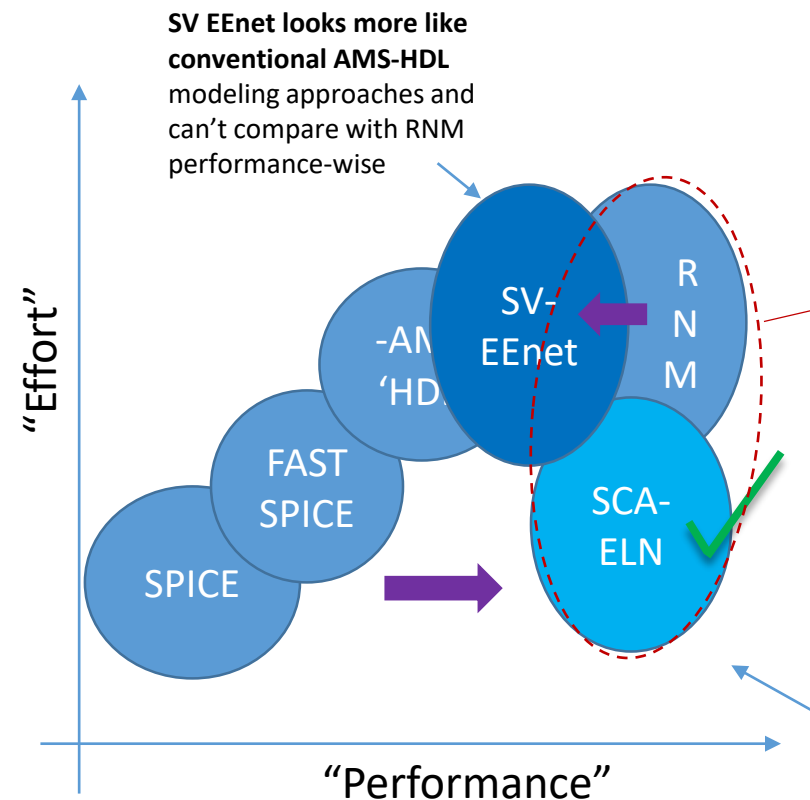 SV EEnet looks more like
conventional AMS-HDL
modeling approaches and
can't compare with RNM
performance-wise
"Effort"
R
N
M
SV-
EEnet
FAST
SPICE
SCA-
ELN
SPICE
"Performance"